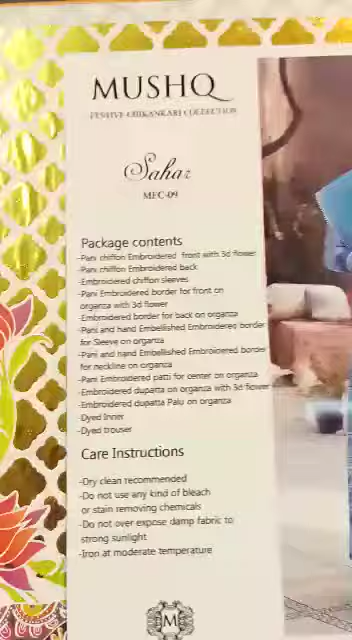 MUSHQ
FESTIVE CHIKANKARI COLLECTION
Sahar
MFC-09
Package contents
-Pani chiffon Embroidered front with 3d flower
-Pani chiffon Embroidered back
-Embroidered chiffon sleeves
-Pani Embroidered border for front on
organza with 3d flower
-Embroidered border for back on organza
-Pani and hand Embellished Embroidered border
for Sleeve on organza
-Pani and hand Embellished Embroidered border
for neckline on organza
-Pani Embroidered patti for center on organza
-Embroidered dupatta on organza with 3d flower
-Embroidered dupatta Palu on organza
-Dyed Inner
-Dyed trouser
Care Instructions
-Dry clean recommended
-Do not use any kind of bleach
or stain removing chemicals
-Do not over expose damp fabric to
strong sunlight
-Iron at moderate temperature
M